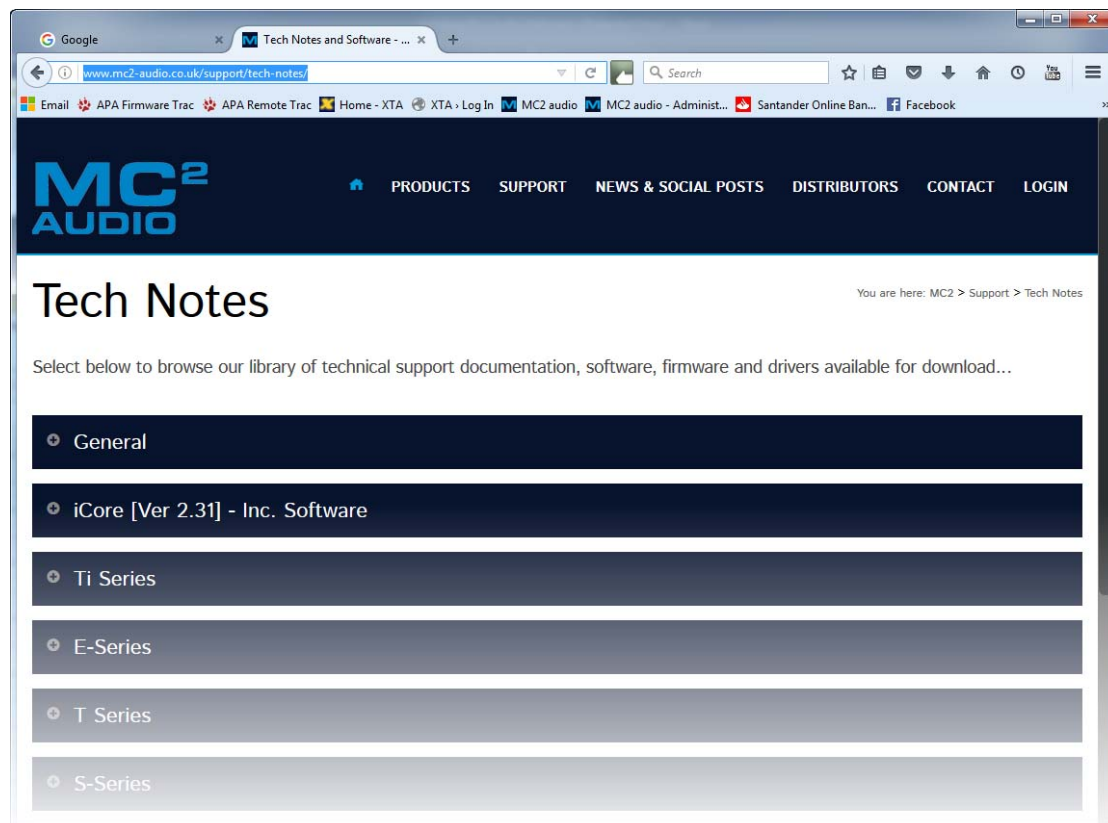 Google
Tech Notes and Software - ...
www.mc2-audio.co.uk/support/tech-notes/
Search
You Tube
Email APA Firmware Trac APA Remote Trac Home - XTA XTA › Log In MC2 audio MC2 audio - Administ... Santander Online Ban... Facebook »
MC2
AUDIO
PRODUCTS SUPPORT NEWS & SOCIAL POSTS DISTRIBUTORS CONTACT LOGIN
Tech Notes
You are here: MC2 > Support > Tech Notes
Select below to browse our library of technical support documentation, software, firmware and drivers available for download...
General
iCore [Ver 2.31] - Inc. Software
Ti Series
E-Series
T Series
S-Series